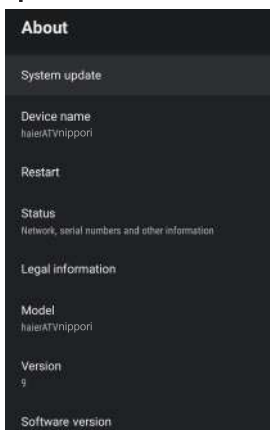 About
System update
Device name
haierATVnippori
Restart
Status
Network, serial numbers and other information
Legal information
Model
haierATVnippori
Version
9
Software version